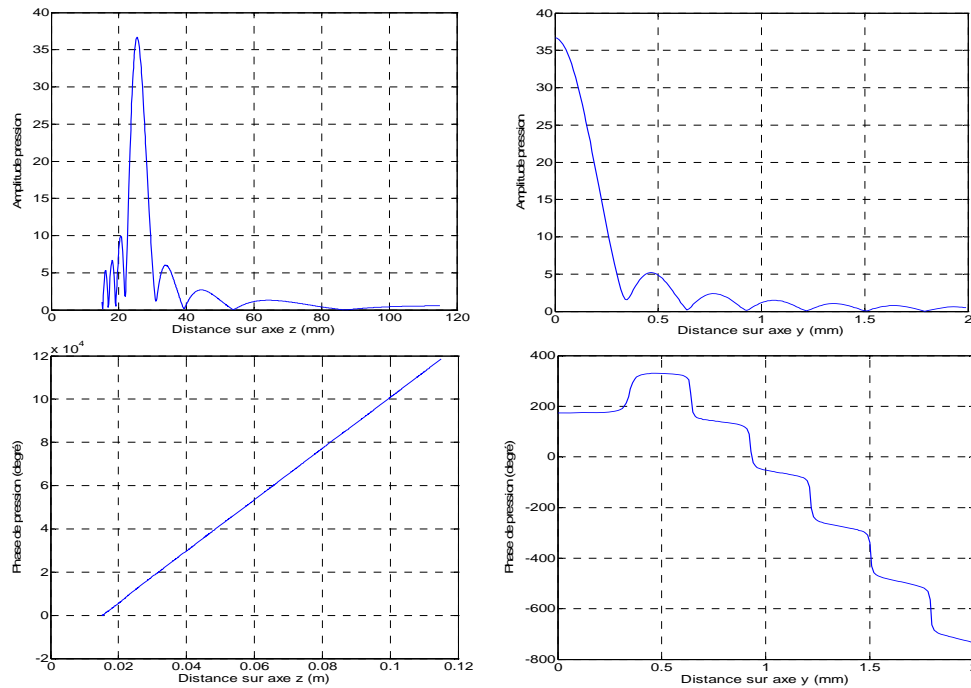 40
35
30
25
20
15
10
5
0
Amplitude pression
0 20 40 60 80 100 120
Distance sur axe z (mm)
40
35
30
25
20
15
10
5
0
Amplitude pression
0 0.5 1 1.5 2
Distance sur axe y (mm)
x 10^4
12
10
8
6
4
2
0
-2
Phase de pression (degré)
0 0.02 0.04 0.06 0.08 0.1 0.12
Distance sur axe z (m)
400
200
0
-200
-400
-600
-800
Phase de pression (degré)
0 0.5 1 1.5 2
Distance sur axe y (mm)